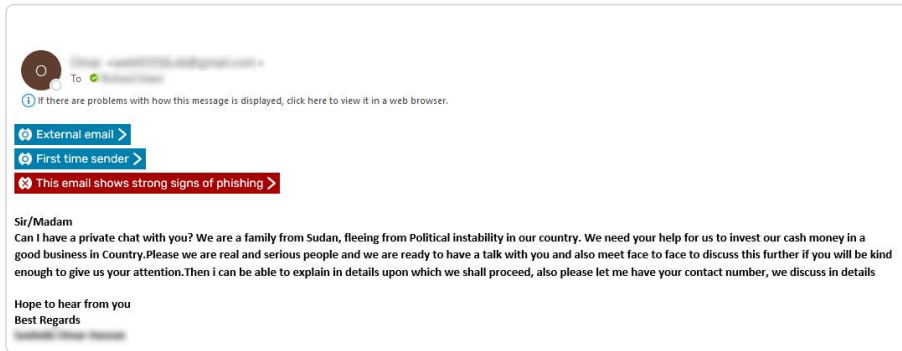 O
To
If there are problems with how this message is displayed, click here to view it in a web browser.
External email
First time sender
This email shows strong signs of phishing
Sir/Madam
Can I have a private chat with you? We are a family from Sudan, fleeing from Political instability in our country. We need your help for us to invest our cash money in a
good business in Country.Please we are real and serious people and we are ready to have a talk with you and also meet face to face to discuss this further if you will be kind
enough to give us your attention.Then i can be able to explain in details upon which we shall proceed, also please let me have your contact number, we discuss in details
Hope to hear from you
Best Regards